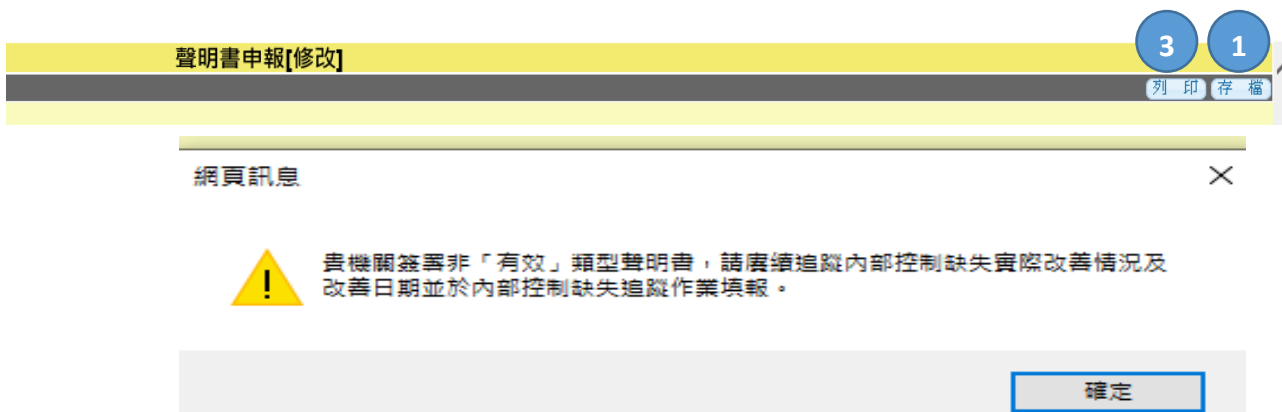 3 1
聲明書申報[修改]
列 印 存 檔
網頁訊息
貴機關簽署非「有效」類型聲明書，請賡續追蹤內部控制缺失實際改善情況及
改善日期並於內部控制缺失追蹤作業填報。
確定